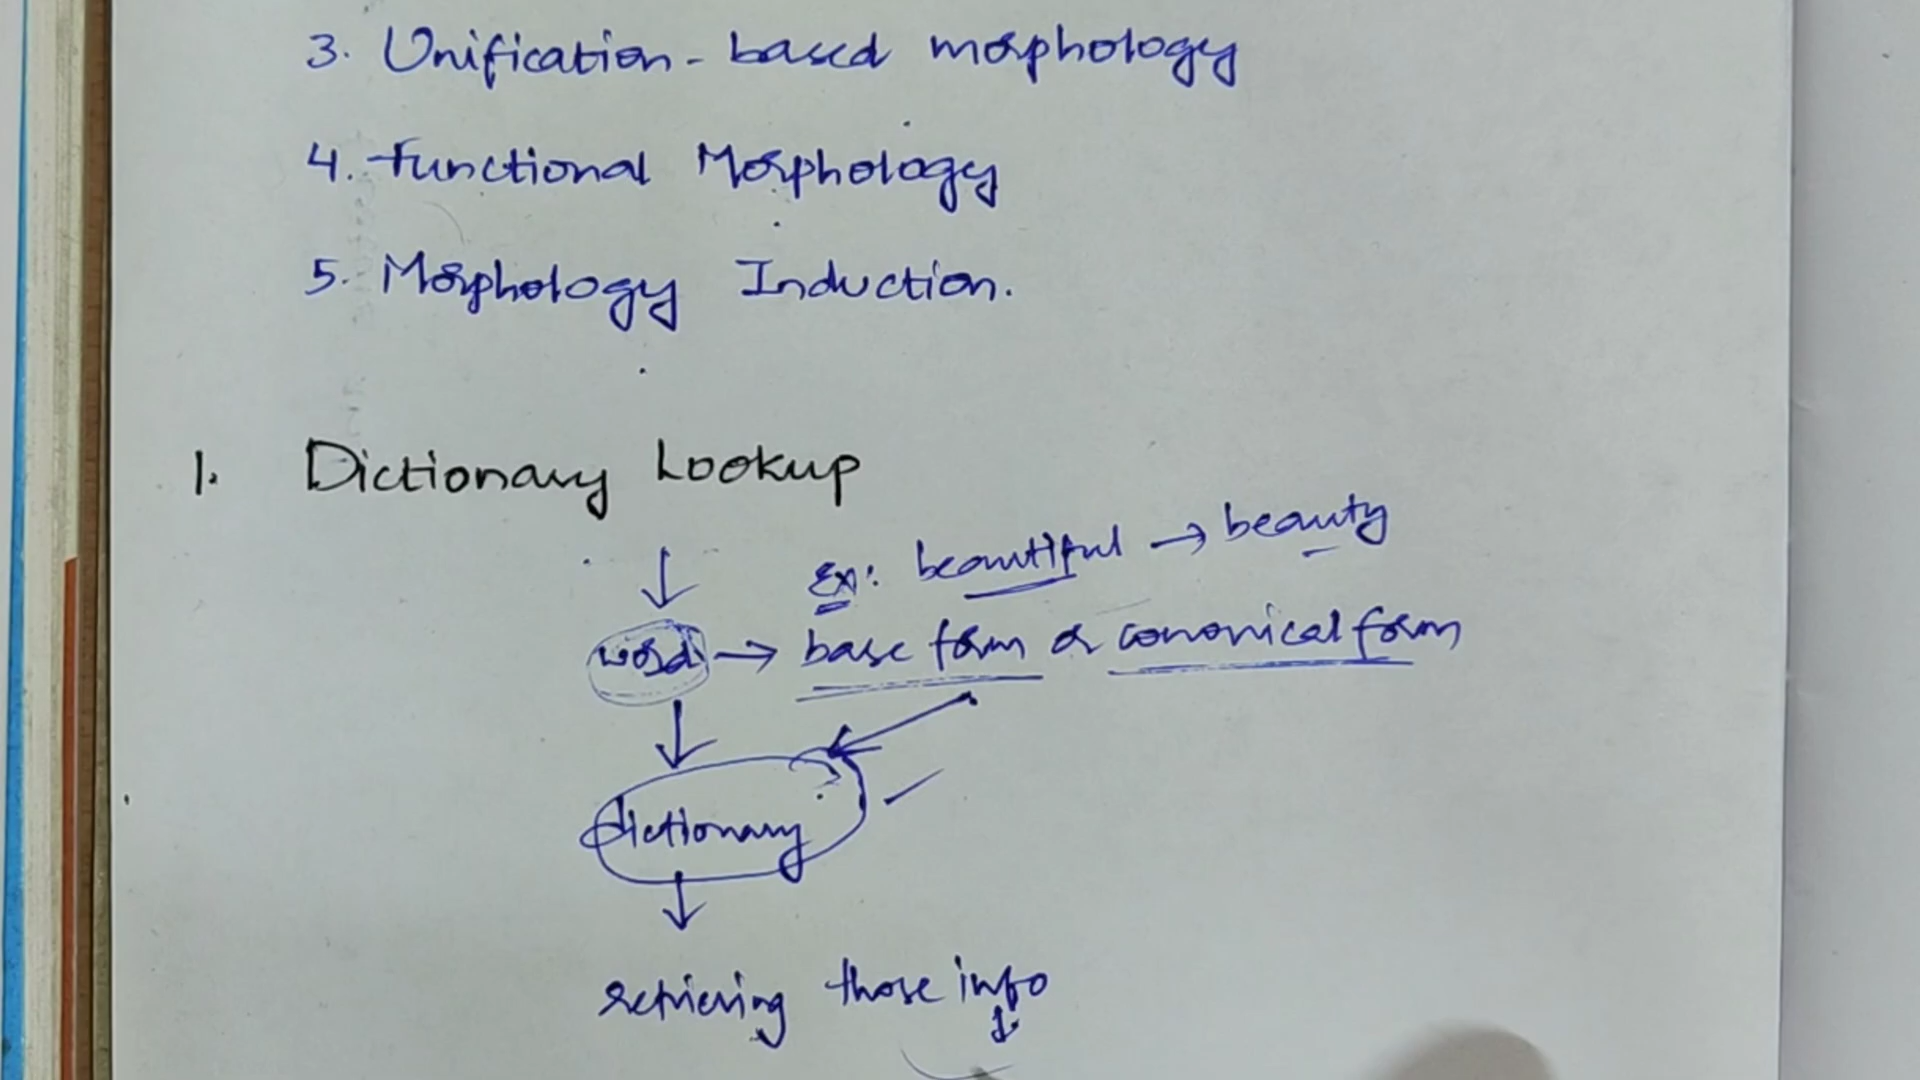 3. Unification-based morphology
4. Functional Morphology
5. Morphology Induction.
1. Dictionary Lookup
Ex: beautiful → beauty
word → base form or canonical form
dictionary
retrieving those info